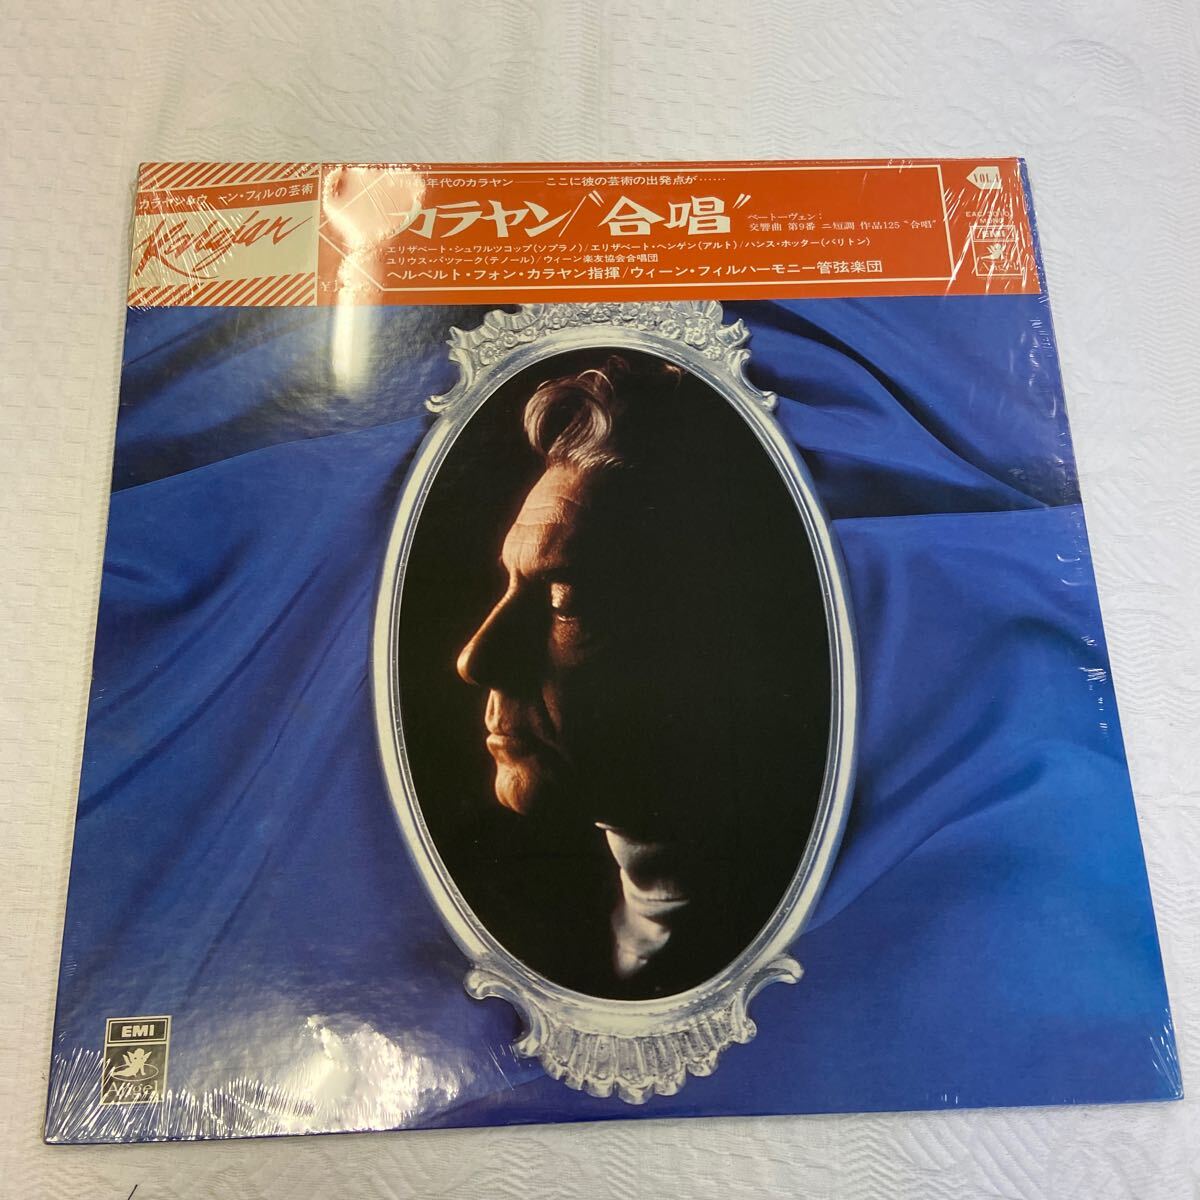 カラヤン&ウィーン・フィルの芸術
Karajan
1940年代のカラヤン——ここに彼の芸術の出発点が……
カラヤン/“合唱”
ベートーヴェン:
交響曲 第9番 ニ短調 作品125“合唱”
エリザベート・シュワルツコップ(ソプラノ)/エリザベート・ヘンゲン(アルト)/ハンス・ホッター(バリトン)
ユリウス・パツァーク(テノール)/ウィーン楽友協会合唱団
ヘルベルト・フォン・カラヤン指揮/ウィーン・フィルハーモニー管弦楽団
VOL.1
MONO
EMI
Angel
EMI
Angel